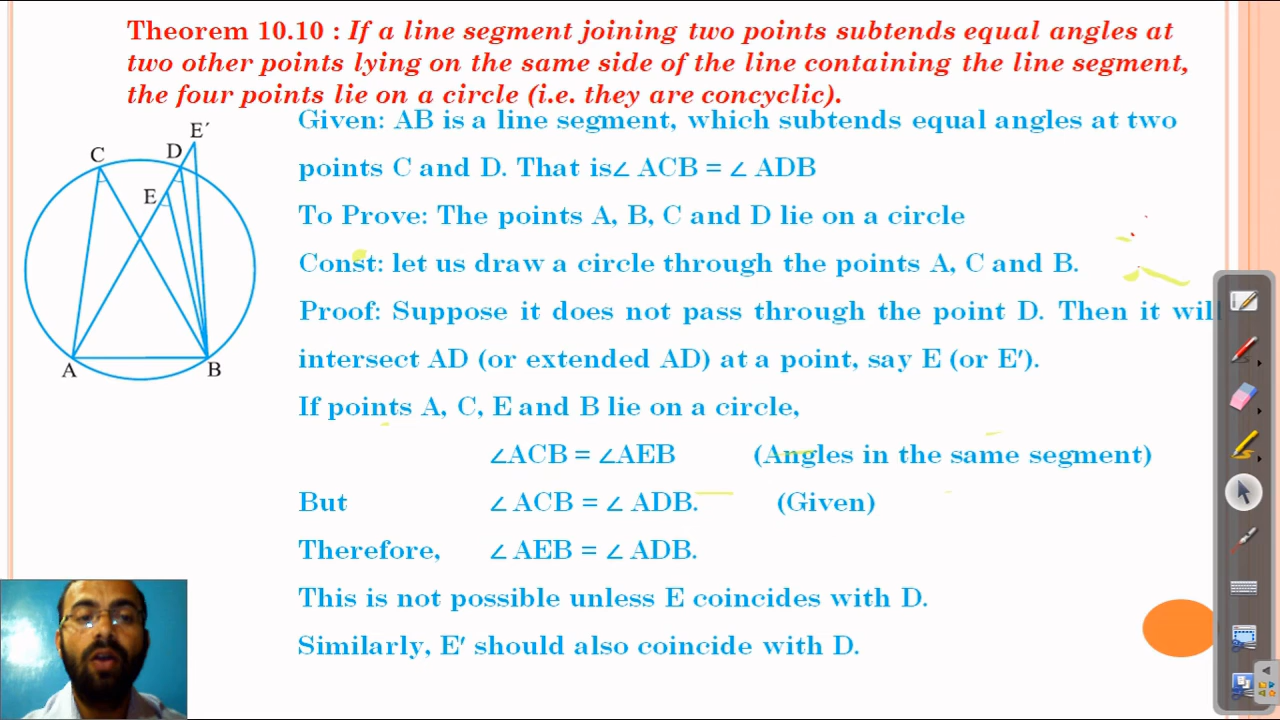 Theorem 10.10 : If a line segment joining two points subtends equal angles at
two other points lying on the same side of the line containing the line segment,
the four points lie on a circle (i.e. they are concyclic).
Given: AB is a line segment, which subtends equal angles at two
points C and D. That is∠ ACB = ∠ ADB
To Prove: The points A, B, C and D lie on a circle
Const: let us draw a circle through the points A, C and B.
Proof: Suppose it does not pass through the point D. Then it will
intersect AD (or extended AD) at a point, say E (or E′).
If points A, C, E and B lie on a circle,
∠ACB = ∠AEB (Angles in the same segment)
But ∠ ACB = ∠ ADB. (Given)
Therefore, ∠ AEB = ∠ ADB.
This is not possible unless E coincides with D.
Similarly, E′ should also coincide with D.
E′
C
D
E
A
B